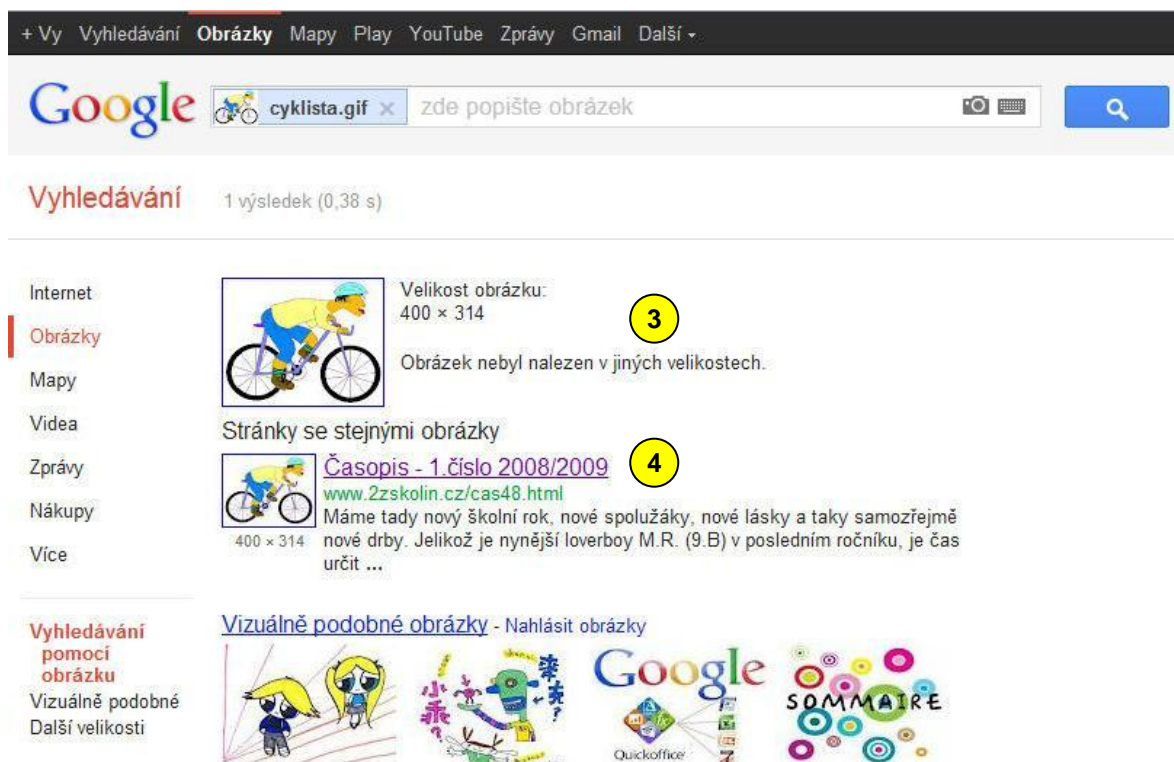 + Vy Vyhledávání Obrázky Mapy Play YouTube Zprávy Gmail Další
Google cyklista.gif × zde popište obrázek
Vyhledávání 1 výsledek (0,38 s)
Internet
Obrázky
Mapy
Videa
Zprávy
Nákupy
Více
Vyhledávání
pomocí
obrázku
Vizuálně podobné
Další velikosti
Velikost obrázku:
400 × 314
3
Obrázek nebyl nalezen v jiných velikostech.
Stránky se stejnými obrázky
Časopis - 1.číslo 2008/2009
4
www.2zskolin.cz/cas48.html
Máme tady nový školní rok, nové spolužáky, nové lásky a taky samozřejmě
nové drby. Jelikož je nynější loverboy M.R. (9.B) v posledním ročníku, je čas
určit ...
400 × 314
Vizuálně podobné obrázky - Nahlásit obrázky
Google
Quickoffice
SOMMAIRE